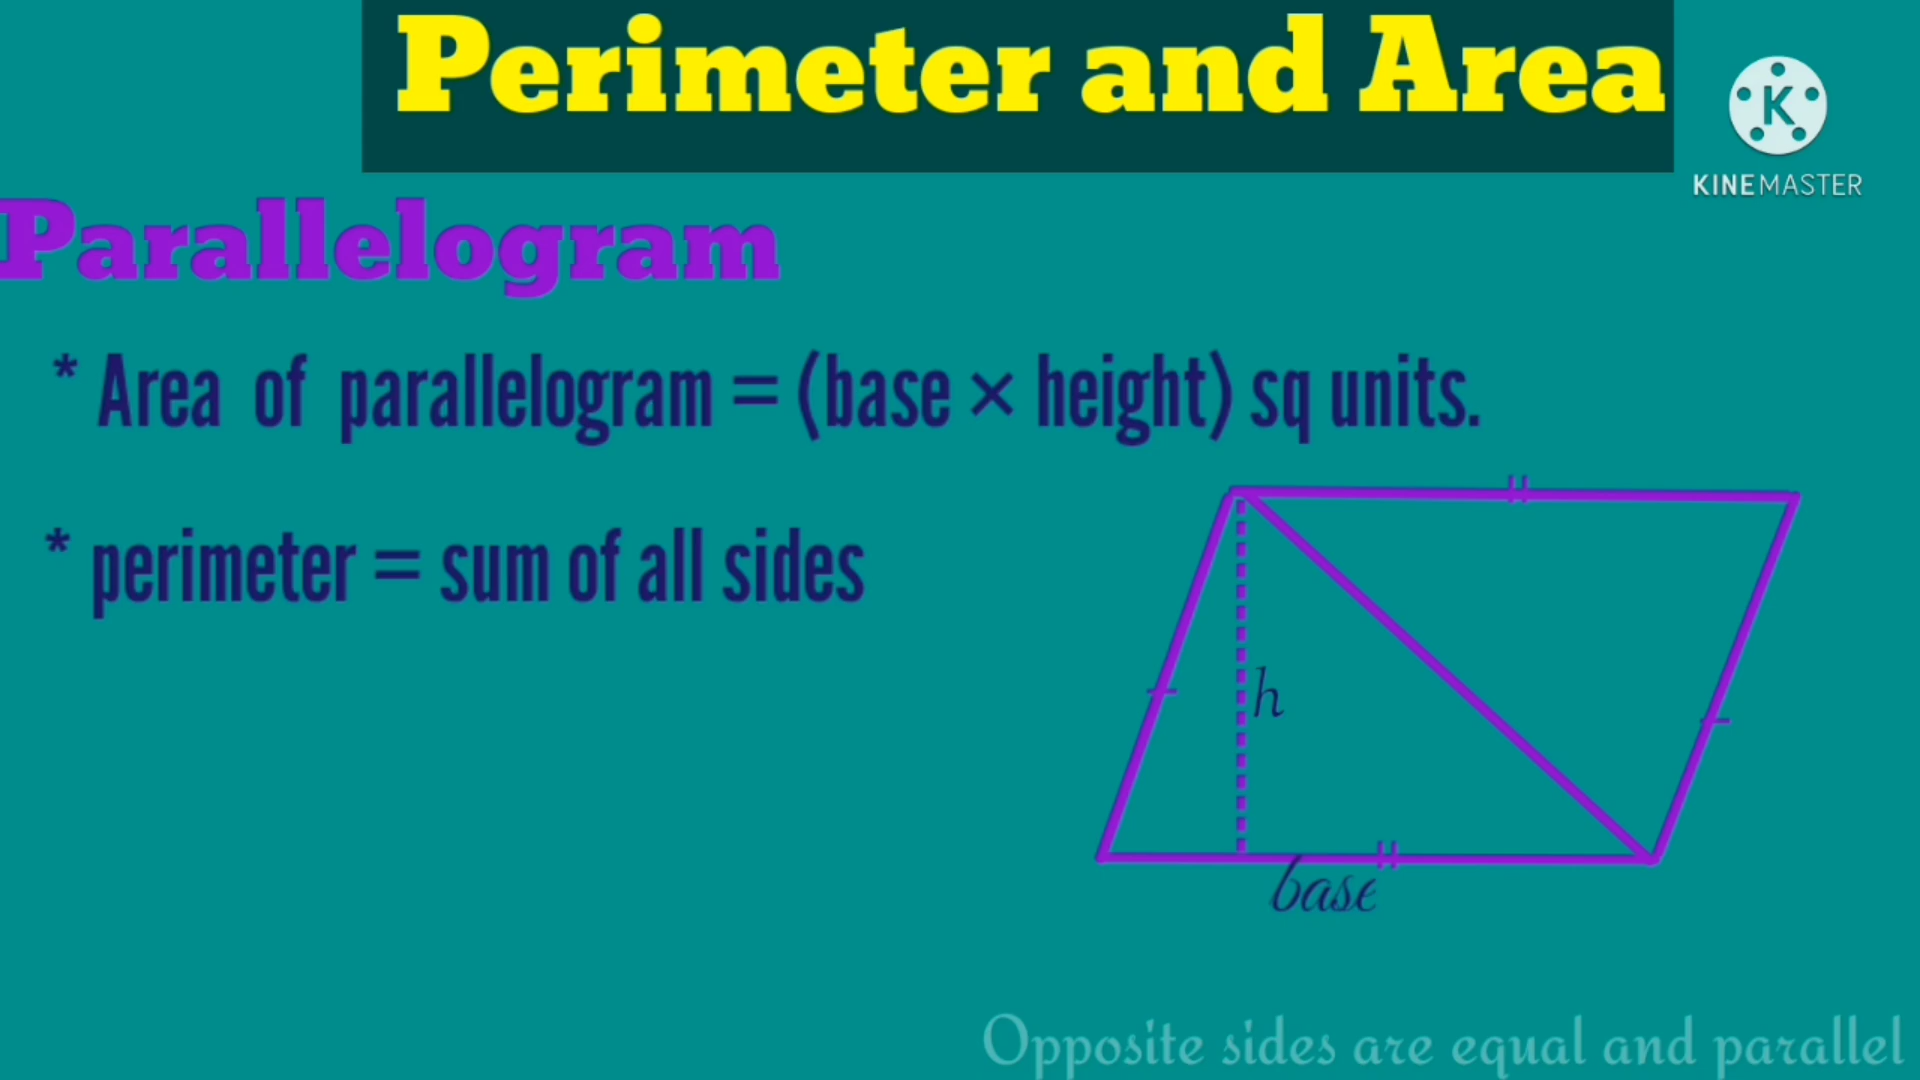 Perimeter and Area
K
KINEMASTER
Parallelogram
* Area of parallelogram = (base × height) sq units.
* perimeter = sum of all sides
h
base
Opposite sides are equal and parallel